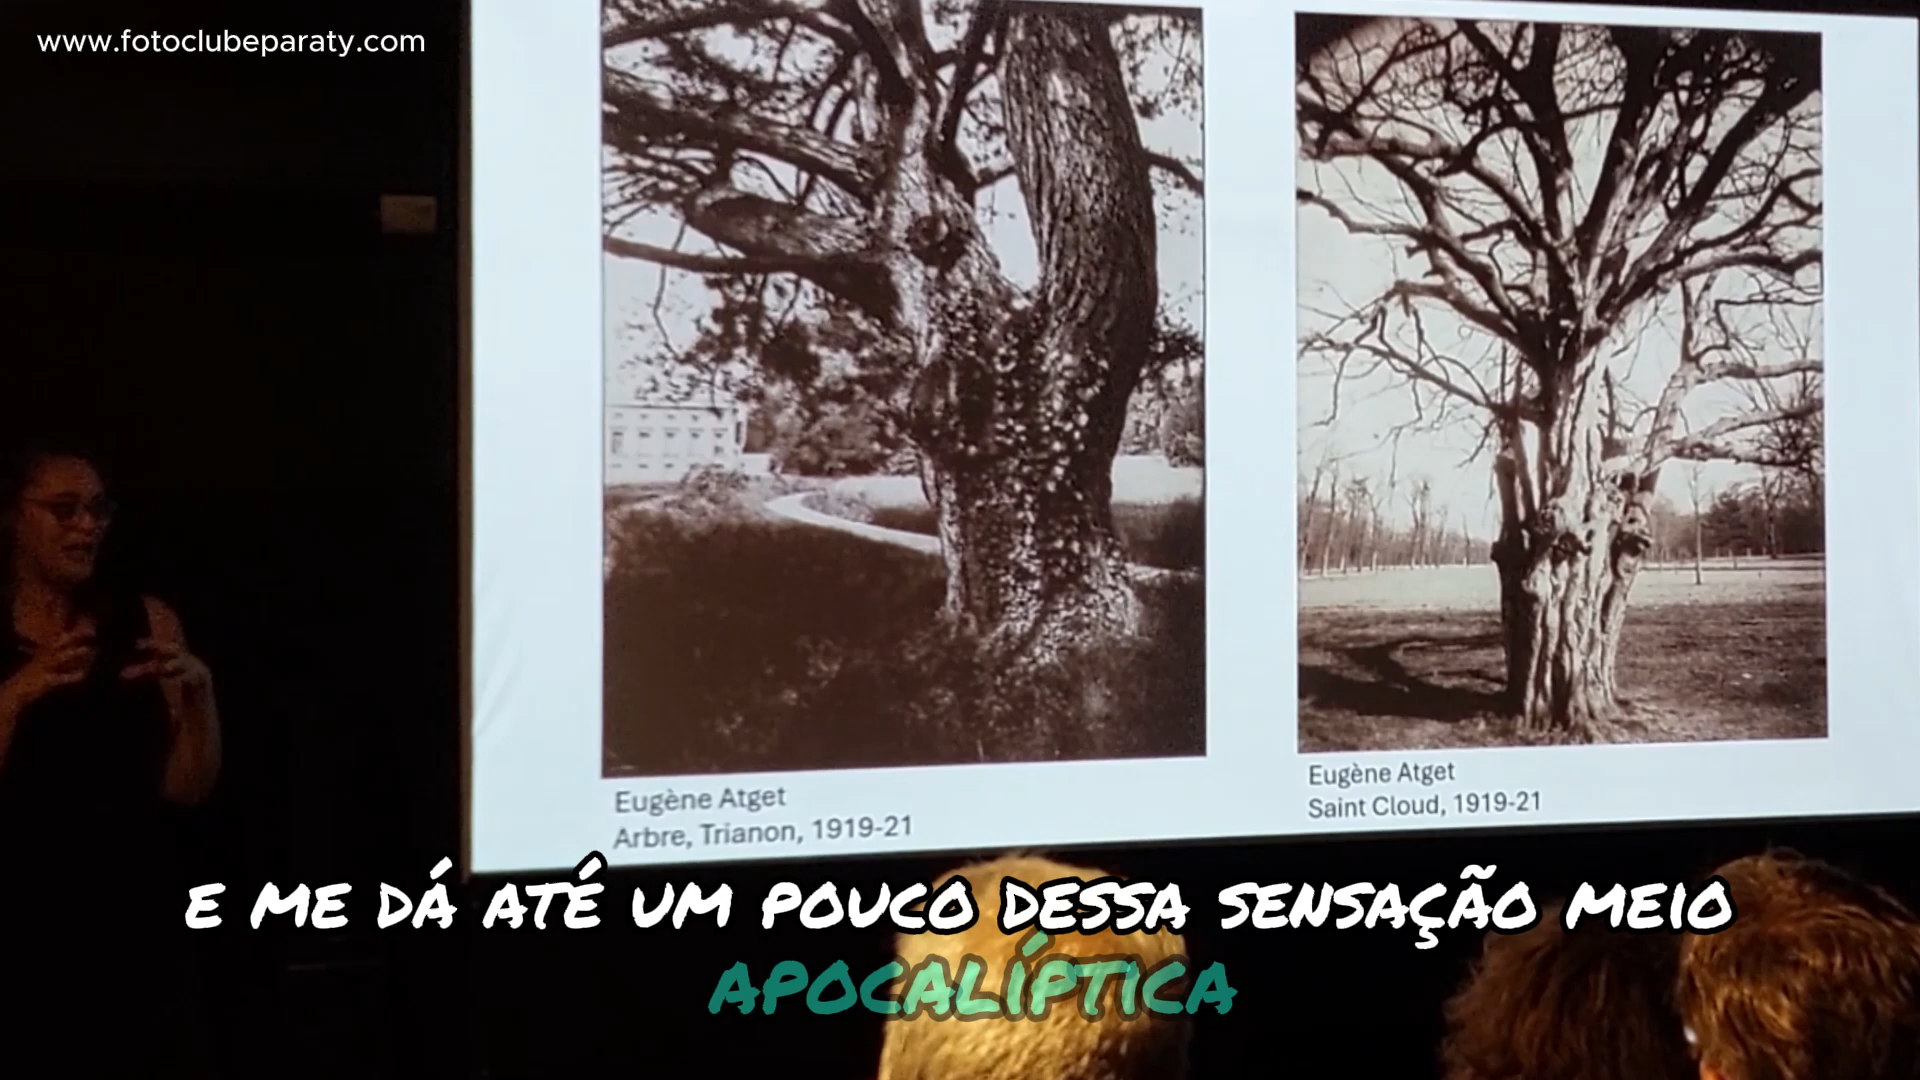 www.fotoclubeparaty.com
Eugène Atget
Arbre, Trianon, 1919-21
Eugène Atget
Saint Cloud, 1919-21
E ME DÁ ATÉ UM POUCO DESSA SENSAÇÃO MEIO
APOCALÍPTICA